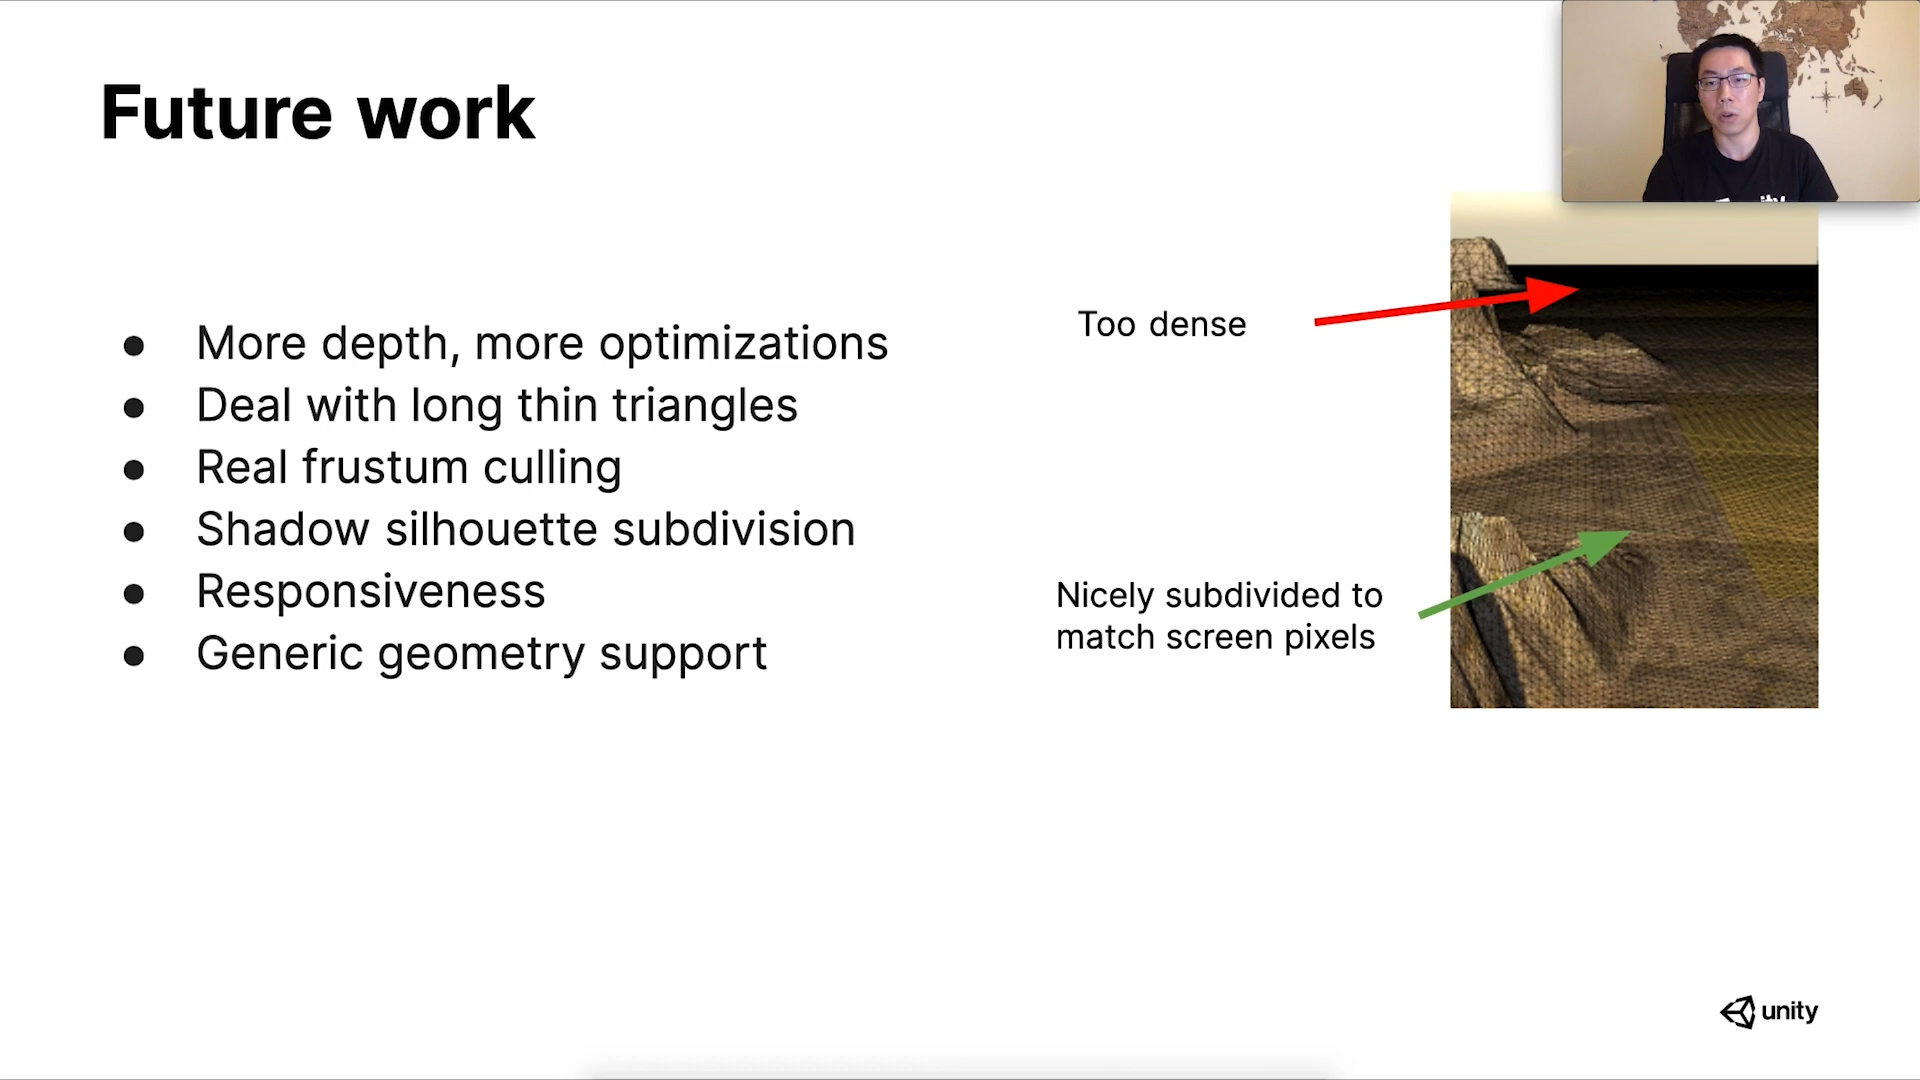 Future work
● More depth, more optimizations
● Deal with long thin triangles
● Real frustum culling
● Shadow silhouette subdivision
● Responsiveness
● Generic geometry support
Too dense
Nicely subdivided to
match screen pixels
unity